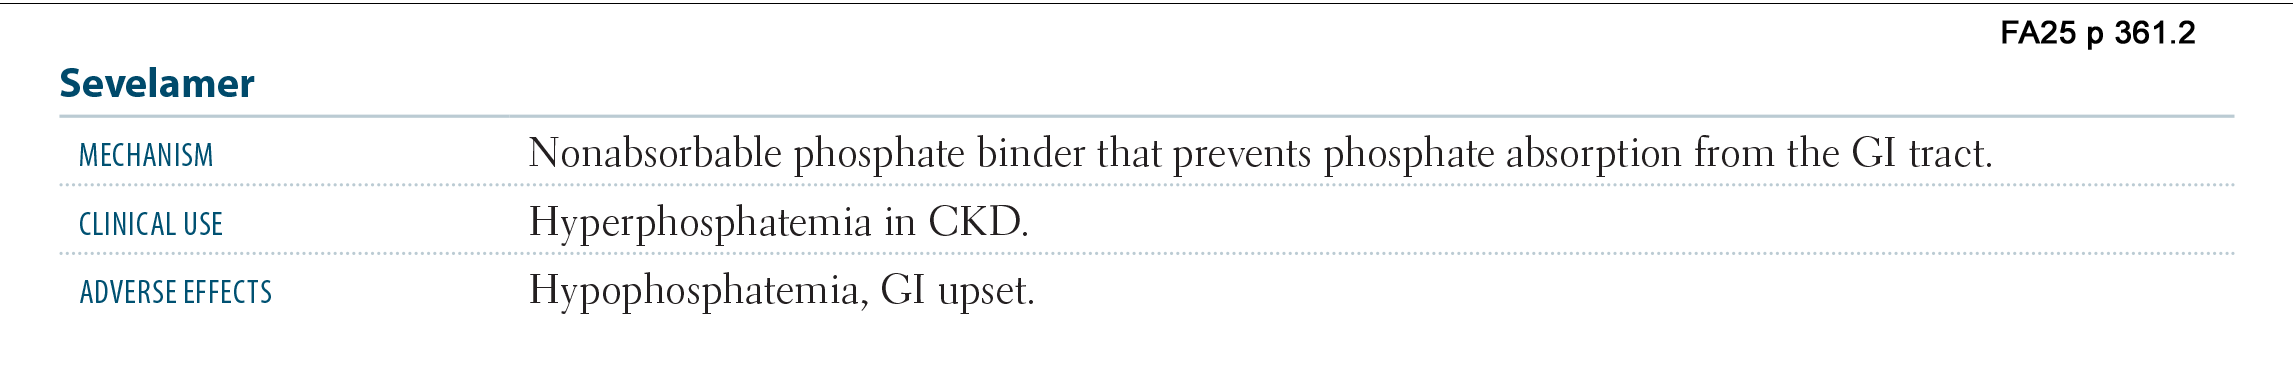 FA25 p 361.2
Sevelamer
MECHANISM Nonabsorbable phosphate binder that prevents phosphate absorption from the GI tract.
CLINICAL USE Hyperphosphatemia in CKD.
ADVERSE EFFECTS Hypophosphatemia, GI upset.